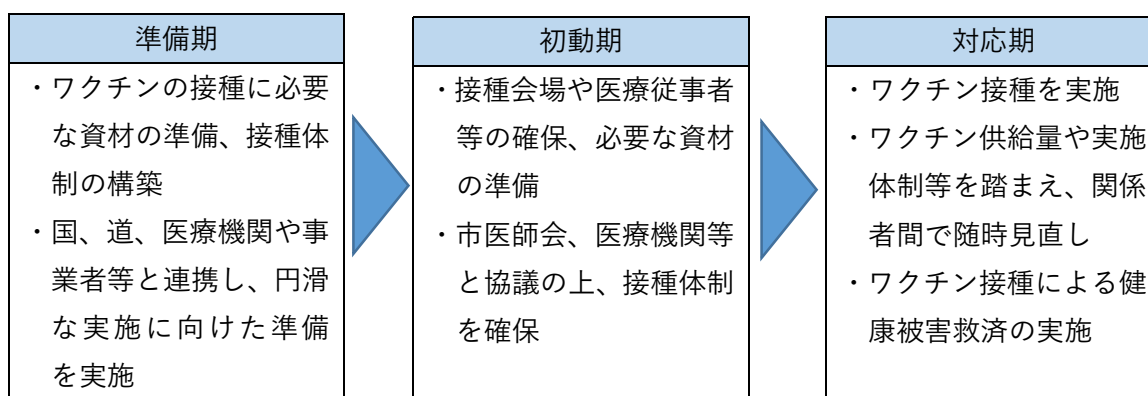 準備期
・ワクチンの接種に必要
な資材の準備、接種体
制の構築
・国、道、医療機関や事
業者等と連携し、円滑
な実施に向けた準備
を実施
初動期
・接種会場や医療従事者
等の確保、必要な資材
の準備
・市医師会、医療機関等
と協議の上、接種体制
を確保
対応期
・ワクチン接種を実施
・ワクチン供給量や実施
体制等を踏まえ、関係
者間で随時見直し
・ワクチン接種による健
康被害救済の実施